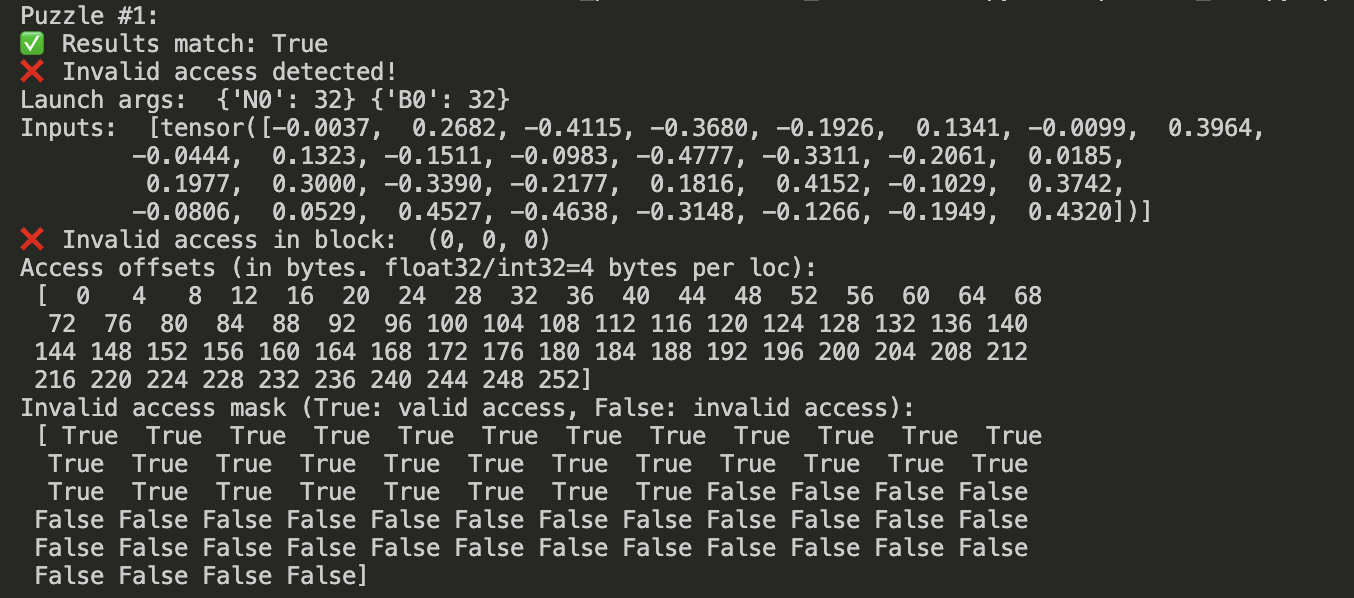 Puzzle #1:
✅ Results match: True
❌ Invalid access detected!
Launch args:  {'N0': 32} {'B0': 32}
Inputs:  [tensor([-0.0037,  0.2682, -0.4115, -0.3680, -0.1926,  0.1341, -0.0099,  0.3964,
        -0.0444,  0.1323, -0.1511, -0.0983, -0.4777, -0.3311, -0.2061,  0.0185,
         0.1977,  0.3000, -0.3390, -0.2177,  0.1816,  0.4152, -0.1029,  0.3742,
        -0.0806,  0.0529,  0.4527, -0.4638, -0.3148, -0.1266, -0.1949,  0.4320])]
❌ Invalid access in block:  (0, 0, 0)
Access offsets (in bytes. float32/int32=4 bytes per loc):
 [  0   4   8  12  16  20  24  28  32  36  40  44  48  52  56  60  64  68
  72  76  80  84  88  92  96 100 104 108 112 116 120 124 128 132 136 140
 144 148 152 156 160 164 168 172 176 180 184 188 192 196 200 204 208 212
 216 220 224 228 232 236 240 244 248 252]
Invalid access mask (True: valid access, False: invalid access):
 [ True  True  True  True  True  True  True  True  True  True  True  True
  True  True  True  True  True  True  True  True  True  True  True  True
  True  True  True  True  True  True  True  True False False False False
 False False False False False False False False False False False False
 False False False False False False False False False False False False
 False False False False]